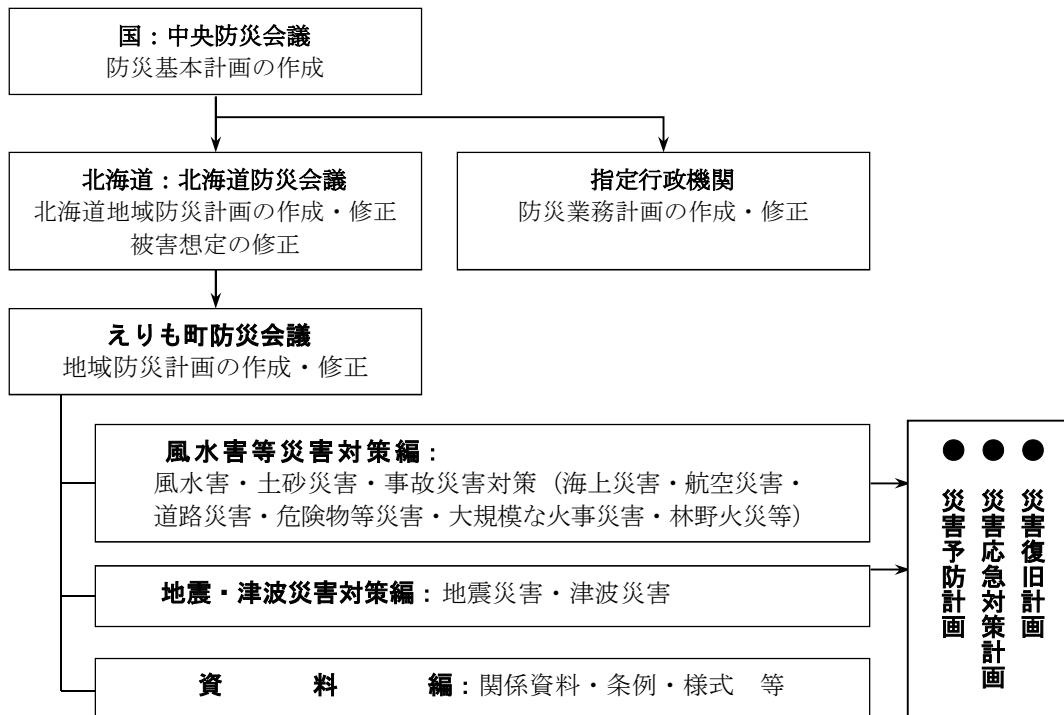 国：中央防災会議
防災基本計画の作成
北海道：北海道防災会議
北海道地域防災計画の作成・修正
被害想定の修正
指定行政機関
防災業務計画の作成・修正
えりも町防災会議
地域防災計画の作成・修正
風水害等災害対策編：
風水害・土砂災害・事故災害対策（海上災害・航空災害・
道路災害・危険物等災害・大規模な火事災害・林野火災等）
地震・津波災害対策編：地震災害・津波災害
資　料　編：関係資料・条例・様式　等
●災害復旧計画
●災害応急対策計画
●災害予防計画